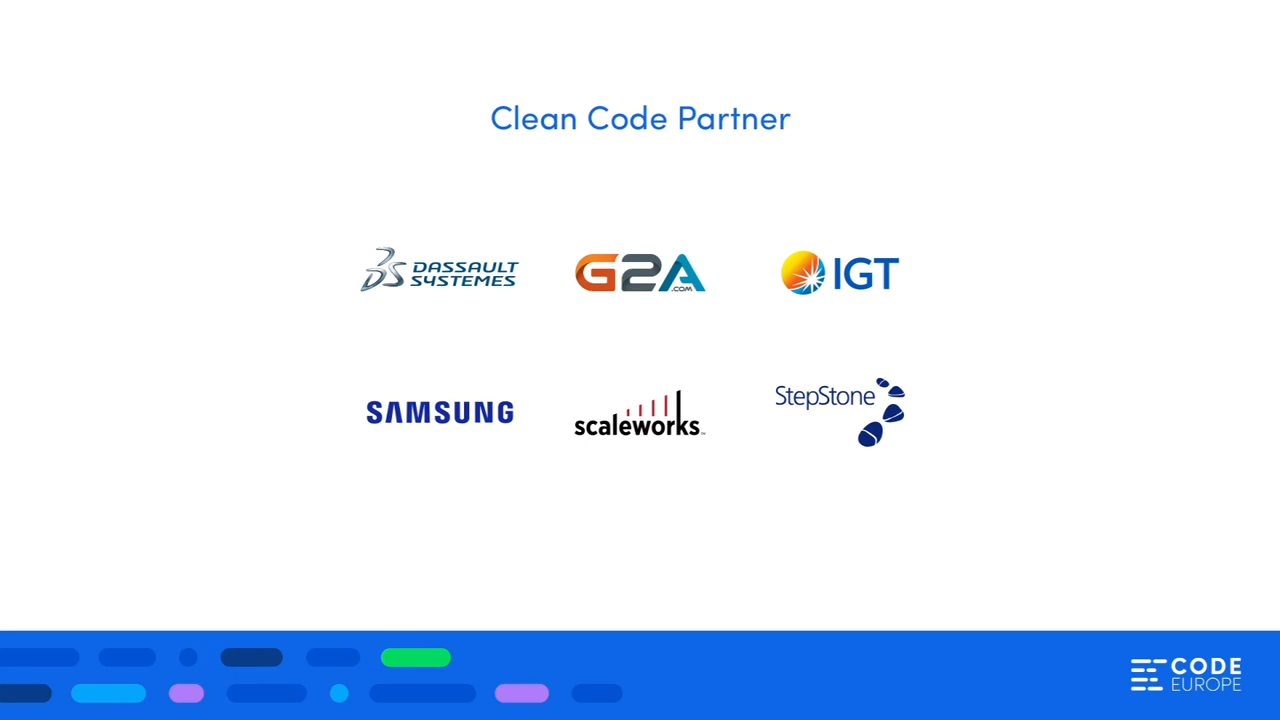 Clean Code Partner
DASSAULT
SYSTEMES
G2A
.COM
IGT
SAMSUNG
scaleworks
StepStone
CODE
EUROPE